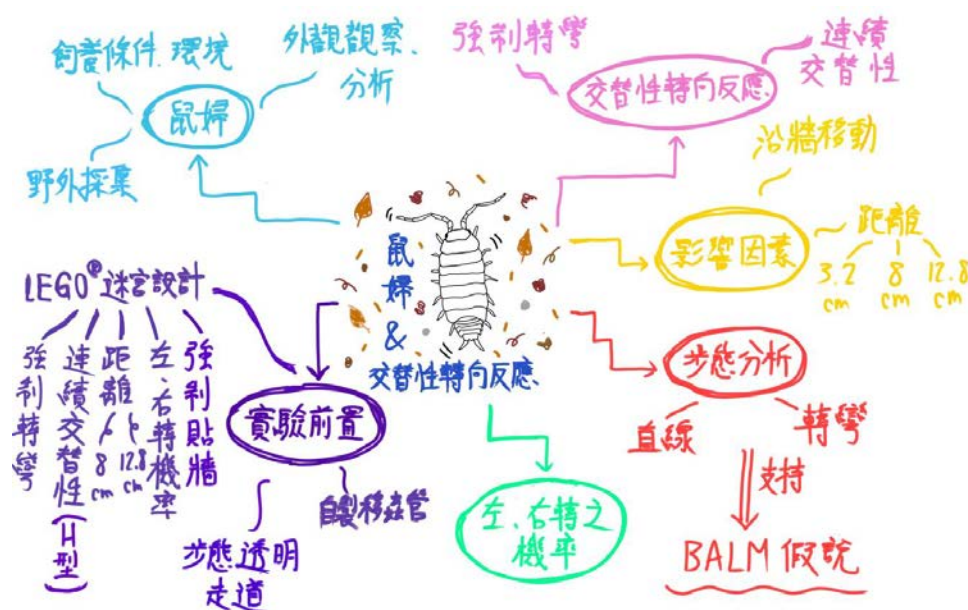 飼養條件.環境
外觀觀察.
分析
鼠婦
野外採集
強制轉彎
連續
交替性
交替性轉向反應
沿牆移動
影響因素
距離
3.2
cm
8
cm
12.8
cm
鼠婦&
交替性轉向反應
LEGO®迷宮設計
強制轉彎
連續交替性(H型)
距離
8
cm
12.8
cm
左、右轉機率
強制貼牆
實驗前置
步態透明
走道
自製移蟲管
左、右轉之
機率
步態分析
直線
轉彎
支持
BALM 假說